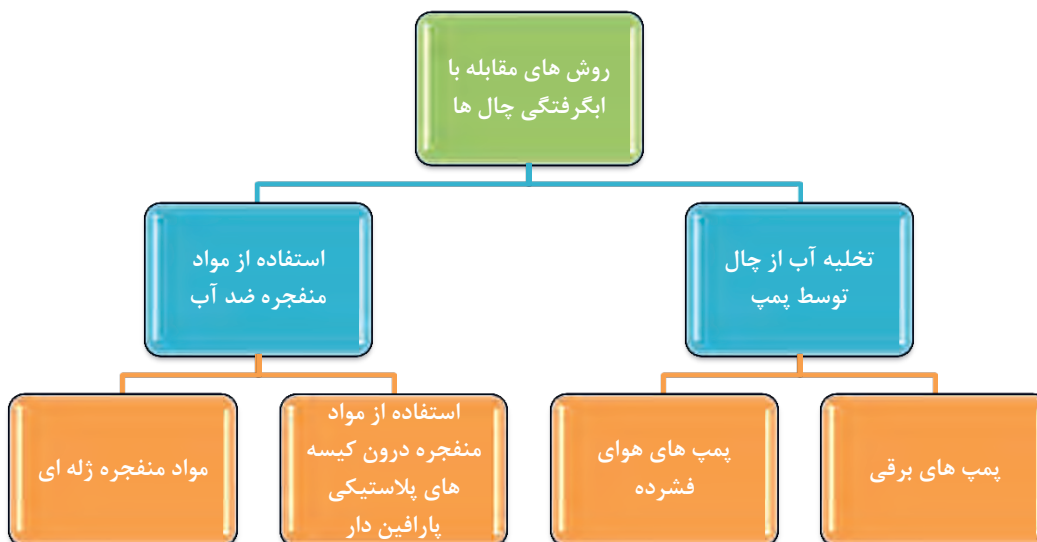 روش های مقابله با
ابگرفتگی چال ها
تخلیه آب از چال
توسط پمپ
استفاده از مواد
منفجره ضد آب
پمپ های برقی
پمپ های هوای
فشرده
استفاده از مواد
منفجره درون کیسه
های پلاستیکی
پارافین دار
مواد منفجره ژله ای